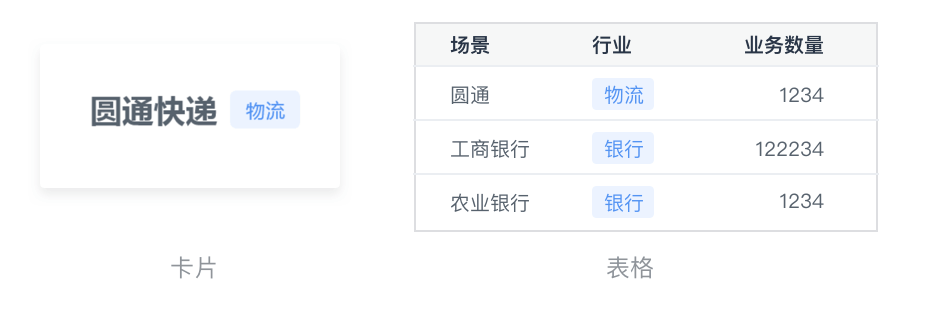 圆通快递 物流
场景 行业 业务数量
圆通 物流 1234
工商银行 银行 122234
农业银行 银行 1234
卡片 表格